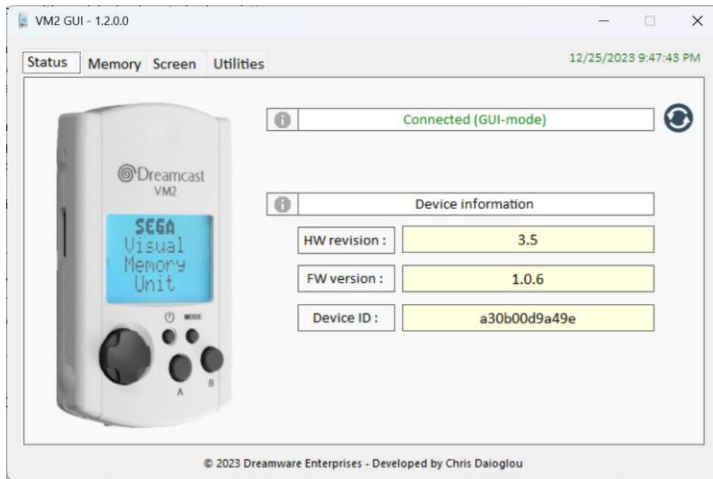 VM2 GUI - 1.2.0.0
Status Memory Screen Utilities
12/25/2023 9:47:43 PM
Connected (GUI-mode)
Dreamcast
VM2
SEGA
Visual
Memory
Unit
MODE
A
B
Device information
HW revision : 3.5
FW version : 1.0.6
Device ID : a30b00d9a49e
© 2023 Dreamware Enterprises - Developed by Chris Daioglou